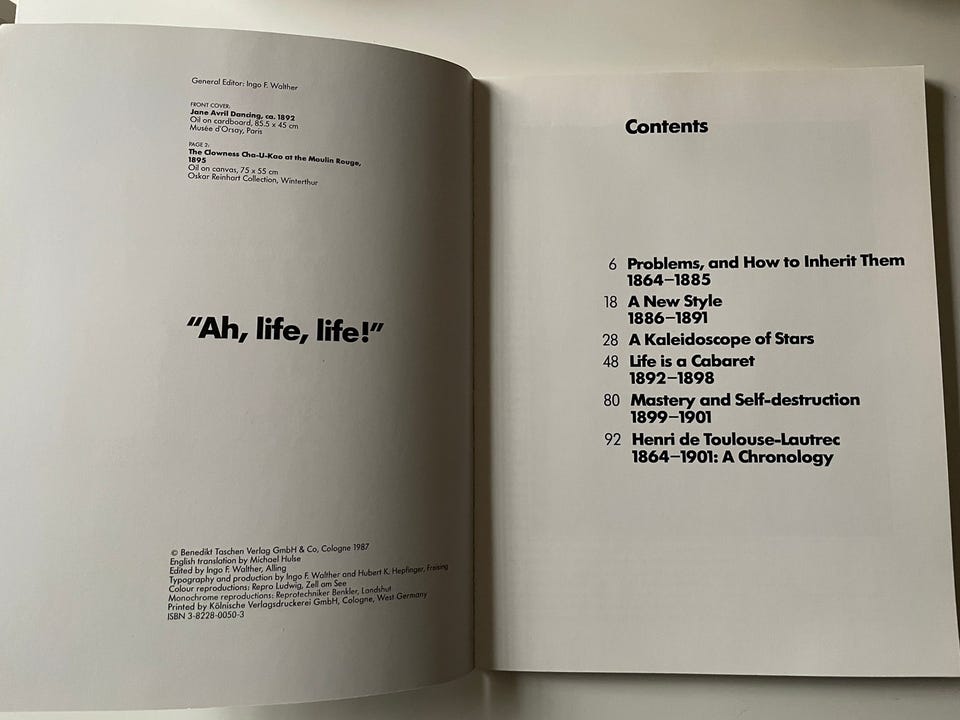 General Editor: Ingo F. Walther
FRONT COVER:
Jane Avril Dancing, ca. 1892
Oil on cardboard, 85.5 x 45 cm
Musée d'Orsay, Paris
PAGE 2:
The Clowness Cha-U-Kao at the Moulin Rouge,
1895
Oil on canvas, 75 x 55 cm
Oskar Reinhart Collection, Winterthur
"Ah, life, life!"
© Benedikt Taschen Verlag GmbH & Co, Cologne 1987
English translation by Michael Hulse
Edited by Ingo F. Walther, Alling
Typography and production by Ingo F. Walther and Hubert K. Hepfinger, Freising
Colour reproductions: Repro Ludwig, Zell am See
Monochrome reproductions: Reprotechniker Benkler, Landshut
Printed by Kölnische Verlagsdruckerei GmbH, Cologne, West Germany
ISBN 3-8228-0050-3
Contents
6 Problems, and How to Inherit Them
1864–1885
18 A New Style
1886–1891
28 A Kaleidoscope of Stars
48 Life is a Cabaret
1892–1898
80 Mastery and Self-destruction
1899–1901
92 Henri de Toulouse-Lautrec
1864–1901: A Chronology